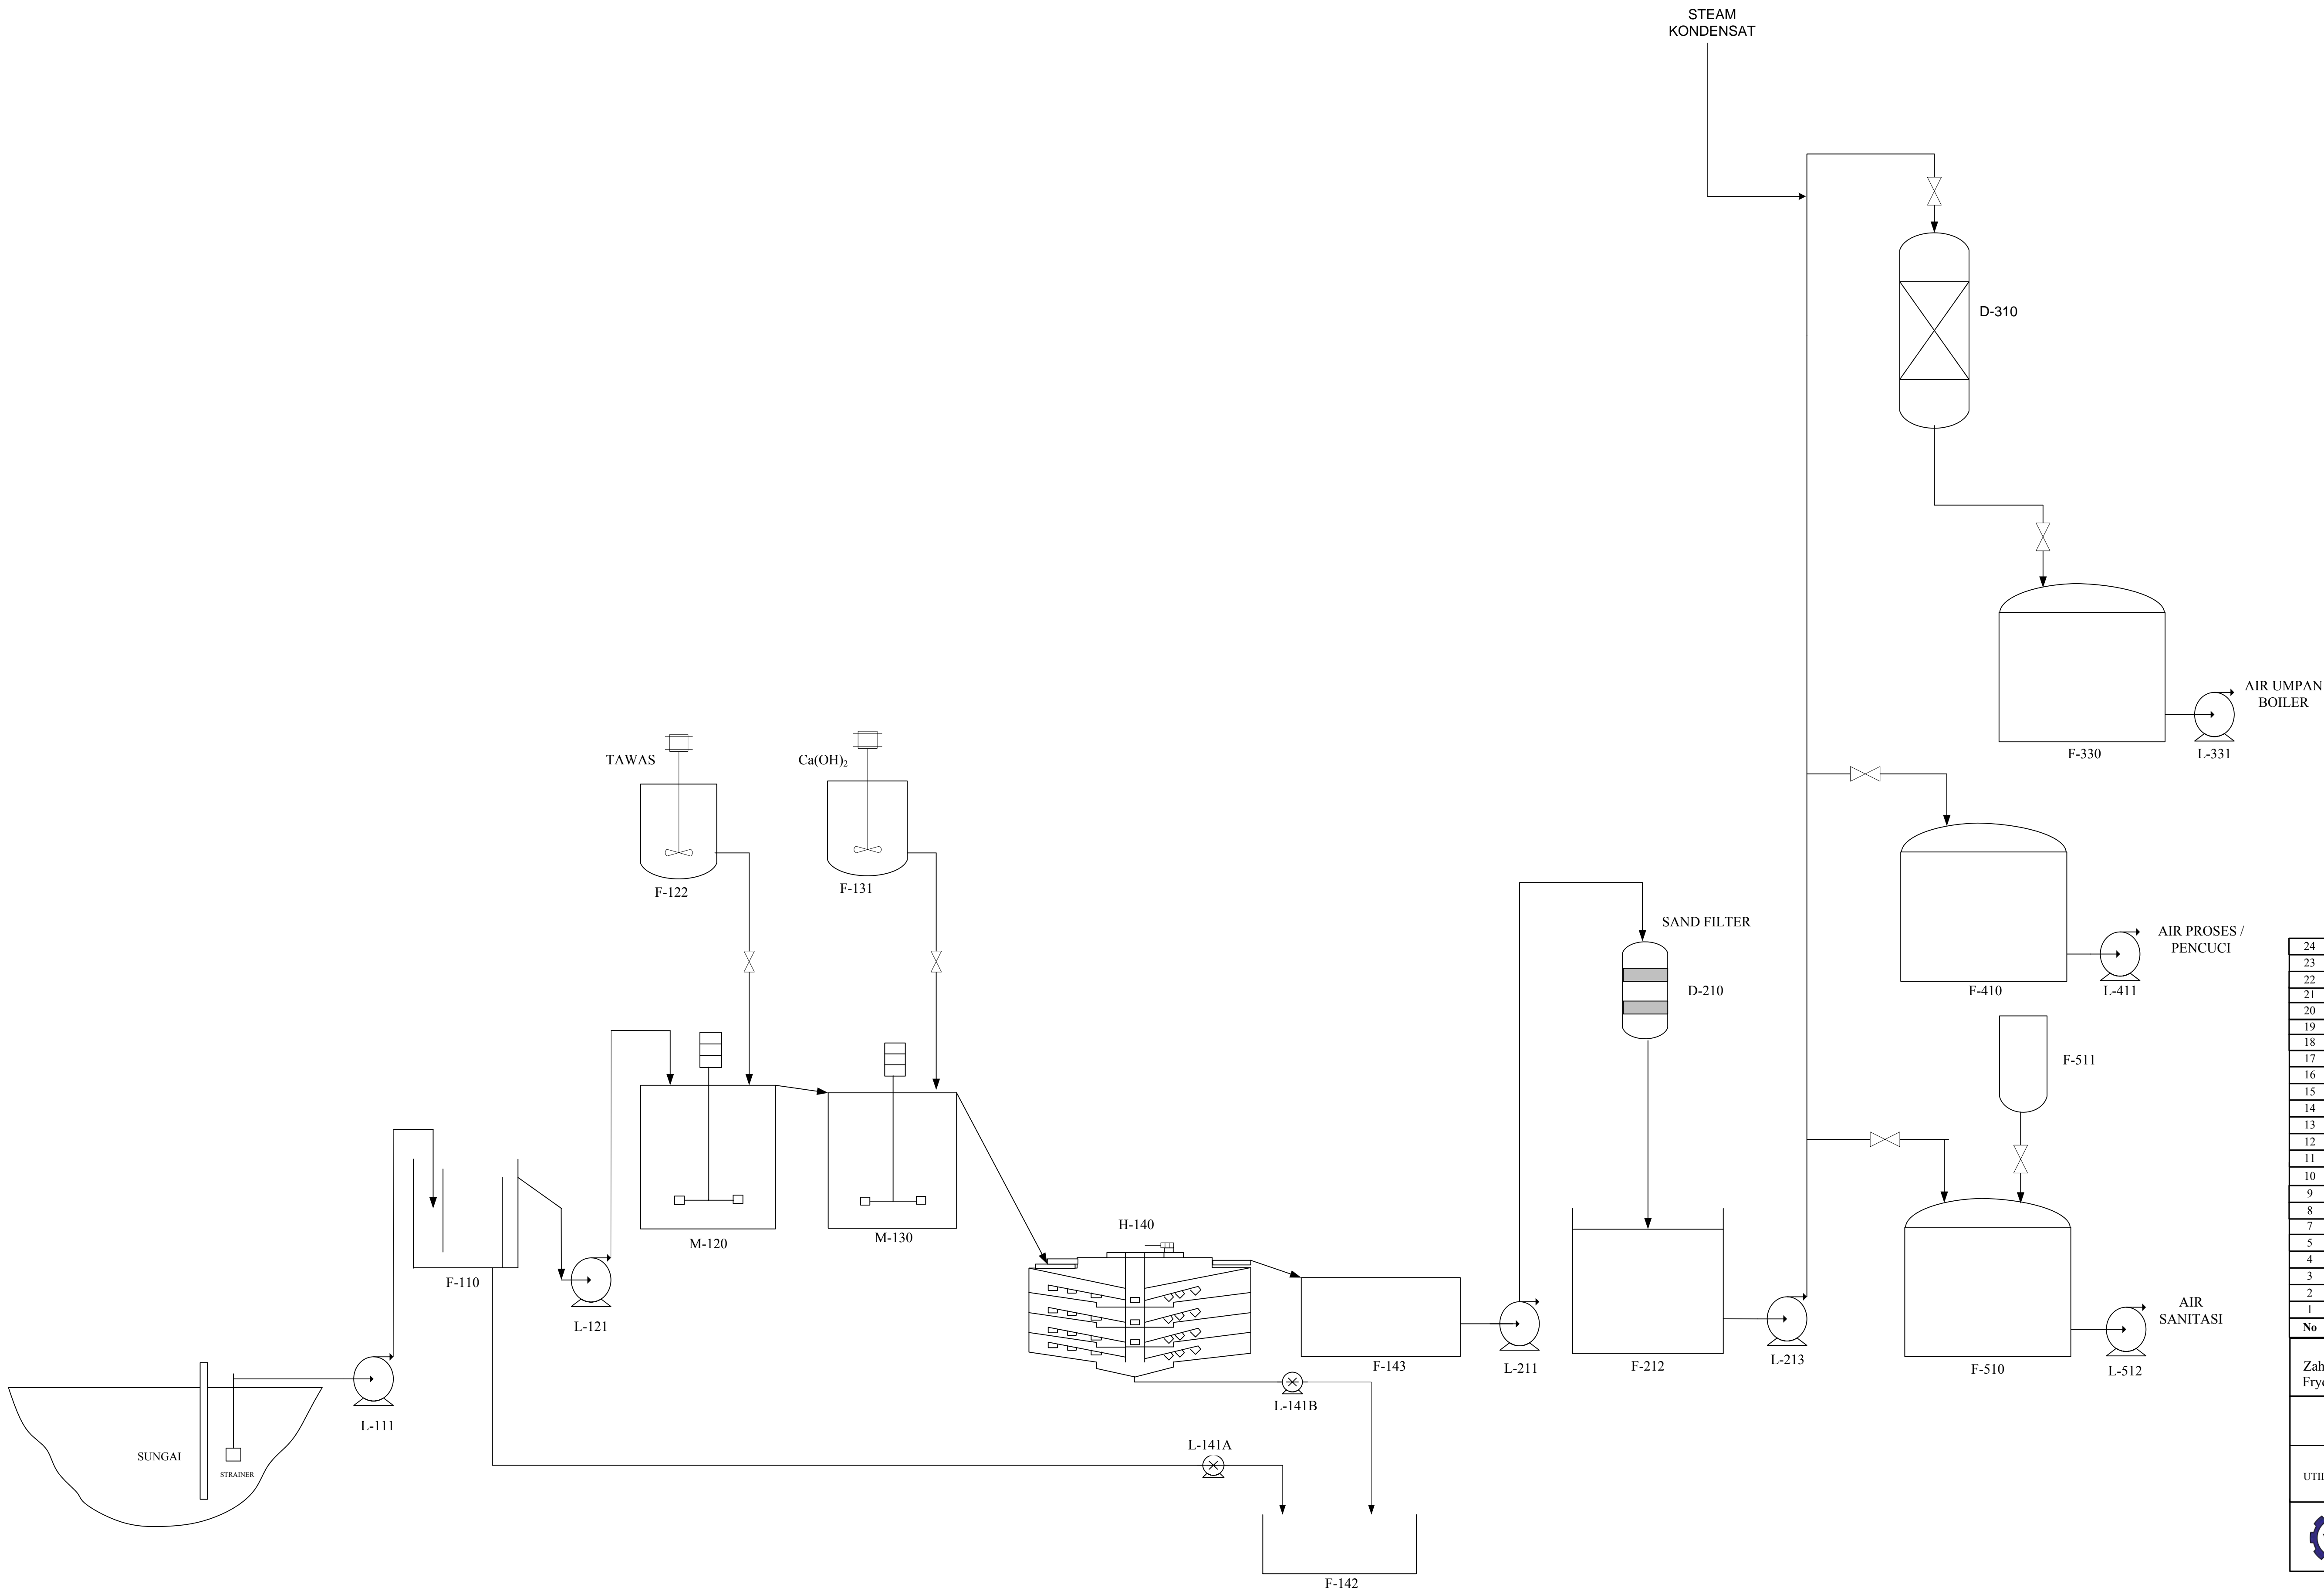 STEAM
KONDENSAT
D-310
AIR UMPAN
BOILER
F-330
L-331
TAWAS
Ca(OH)₂
F-122
F-131
SAND FILTER
D-210
AIR PROSES /
PENCUCI
F-410
L-411
F-511
M-120
M-130
H-140
F-110
L-121
L-111
F-143
L-211
F-212
L-213
F-510
L-512
AIR
SANITASI
L-141B
L-141A
F-142
SUNGAI
STRAINER
24
23
22
21
20
19
18
17
16
15
14
13
12
11
10
9
8
7
5
4
3
2
1
No